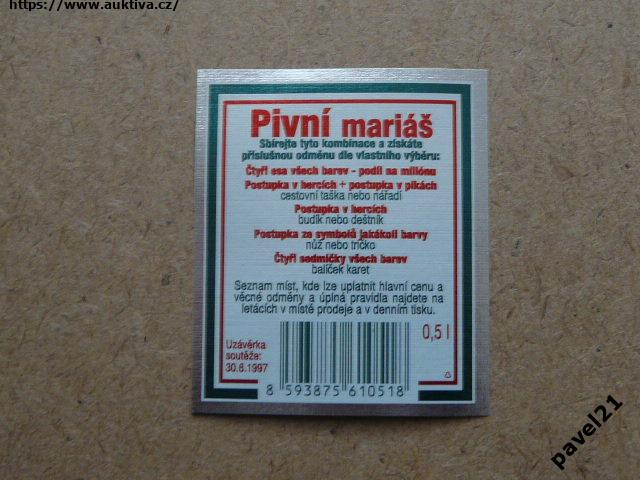 https://www.auktiva.cz/
Pivní mariáš
Sbírejte tyto kombinace a získáte
příslušnou odměnu dle vlastního výběru:
Čtyři esa všech barev - podíl na miliónu
Postupka v hercích + postupka v pikách
cestovní taška nebo nářadí
Postupka v hercích
budík nebo deštník
Postupka ze symbolů jakékoli barvy
nůž nebo tričko
Čtyři sedmičky všech barev
balíček karet
Seznam míst, kde lze uplatnit hlavní cenu a
věcné odměny a úplná pravidla najdete na
letácích v místě prodeje a v denním tisku.
0,5 l
Uzávěrka
soutěže:
30.6.1997
8 593875 610518
pavel21